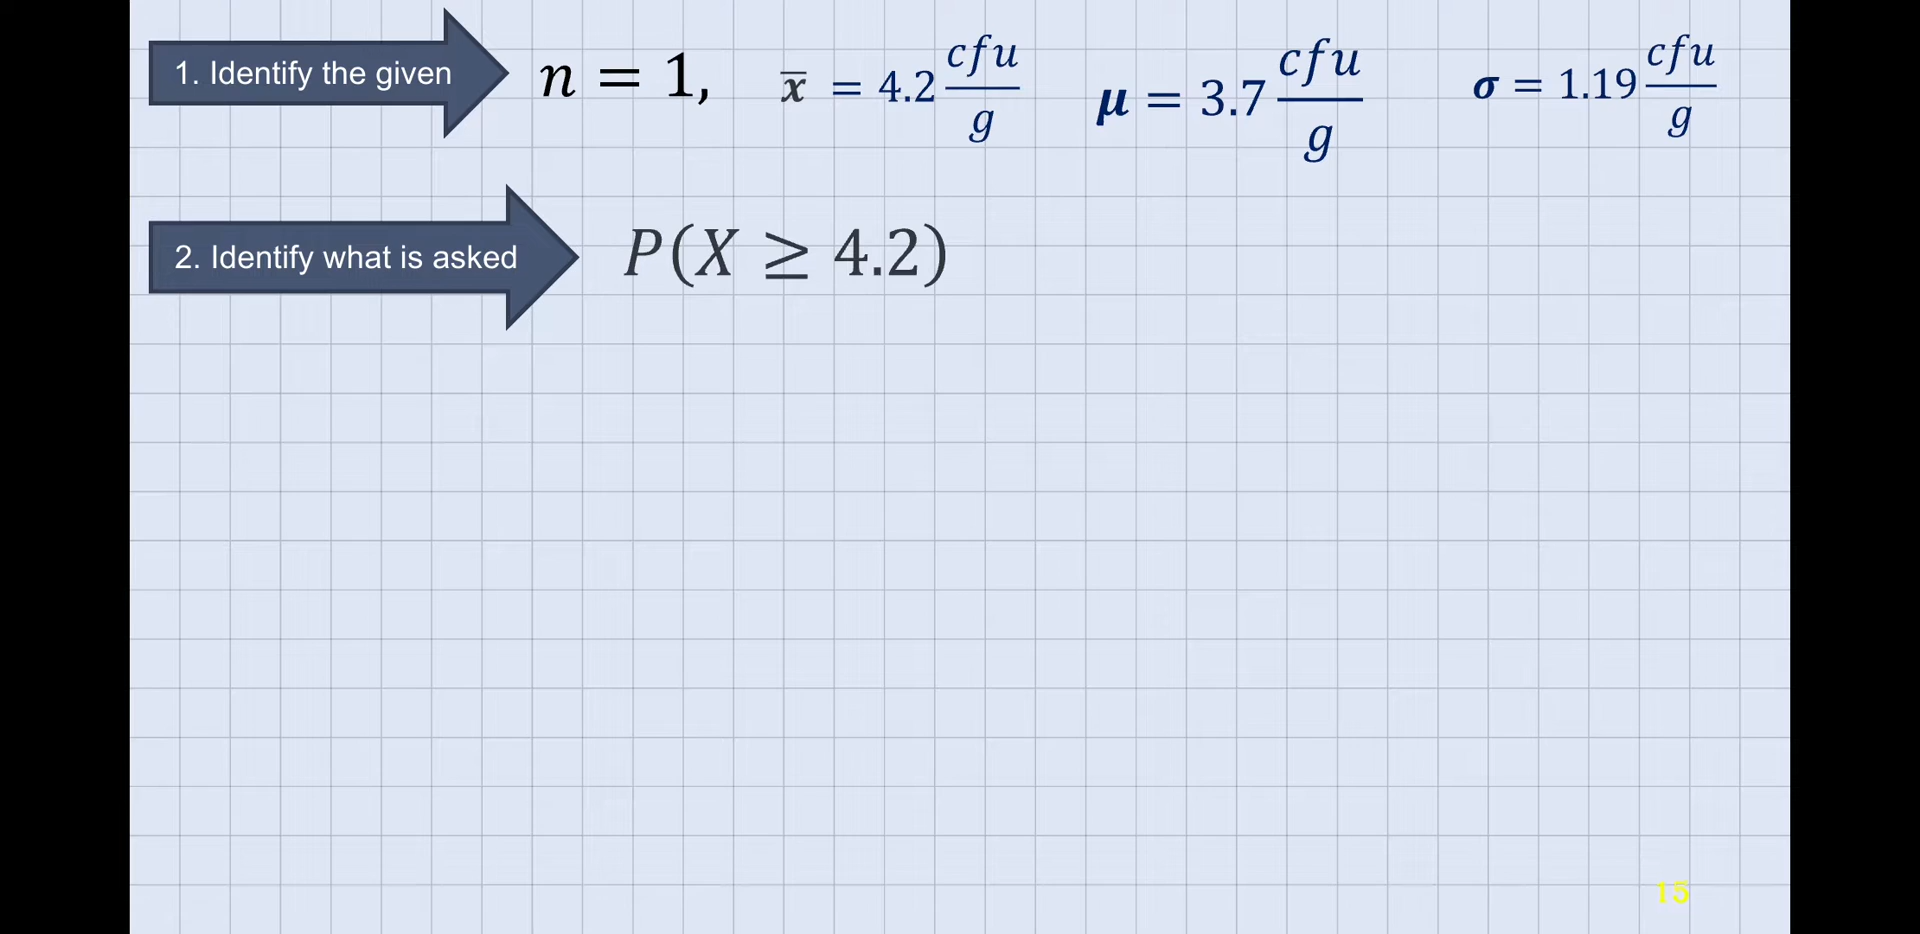 1. Identify the given n = 1, x̄ = 4.2 cfu/g μ = 3.7 cfu/g σ = 1.19 cfu/g
2. Identify what is asked P(X ≥ 4.2)
15